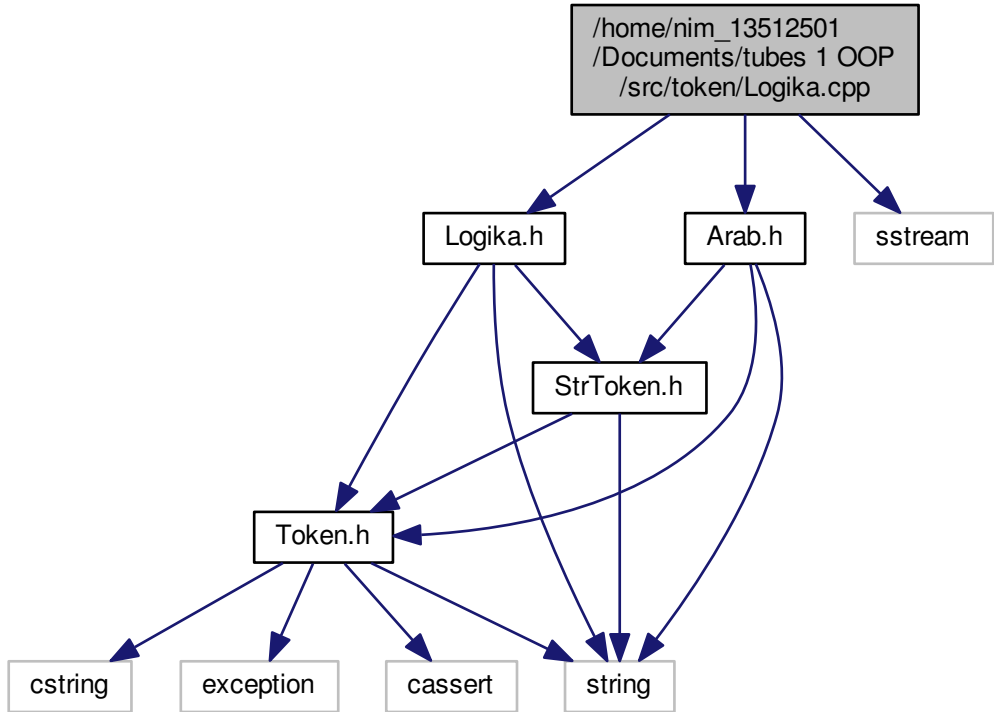 /home/nim_13512501
/Documents/tubes 1 OOP
/src/token/Logika.cpp
Logika.h
Arab.h
sstream
StrToken.h
Token.h
cstring
exception
cassert
string